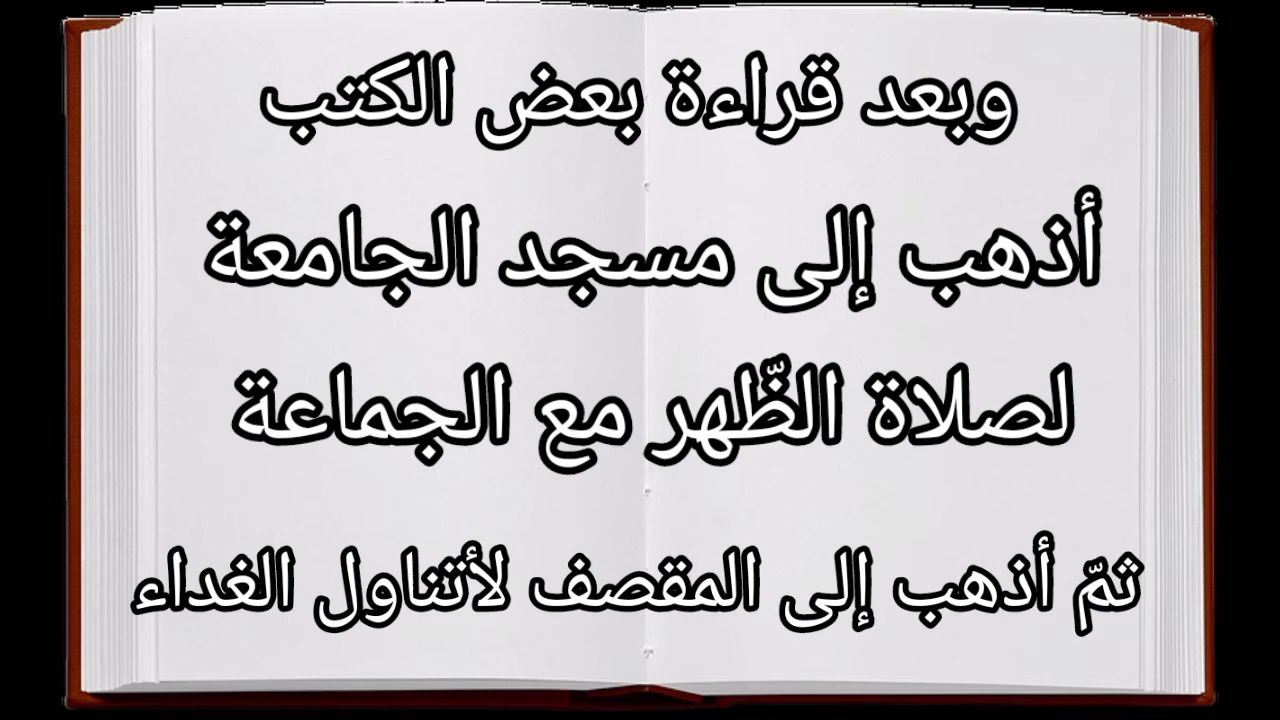 وبعد قراءة بعض الكتب
أذهب إلى مسجد الجامعة
لصلاة الظّهر مع الجماعة
ثمّ أذهب إلى المقصف لأتناول الغداء